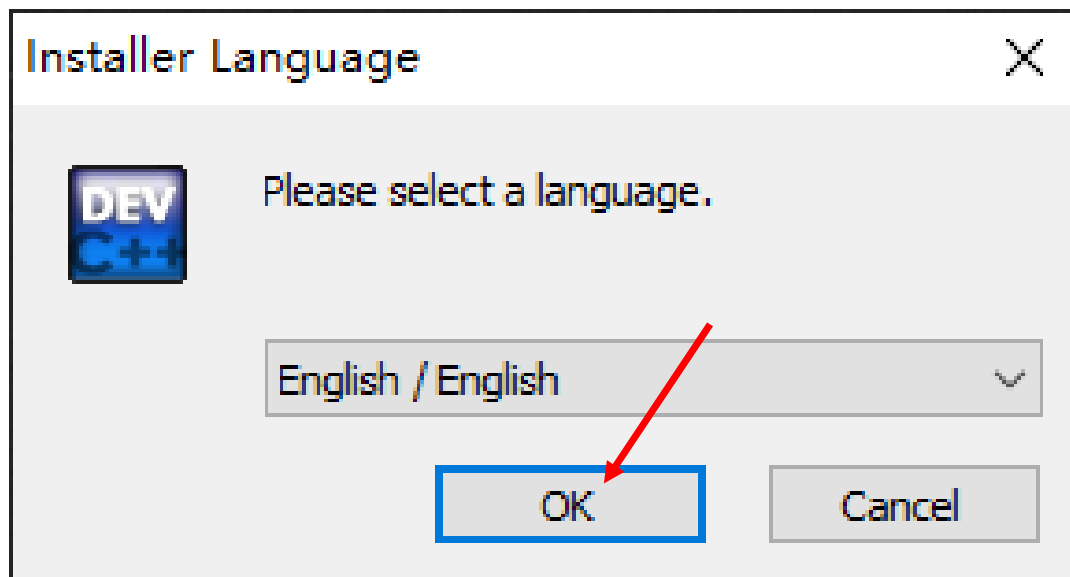 Installer Language
DEV
C++
Please select a language.
English / English
OK
Cancel